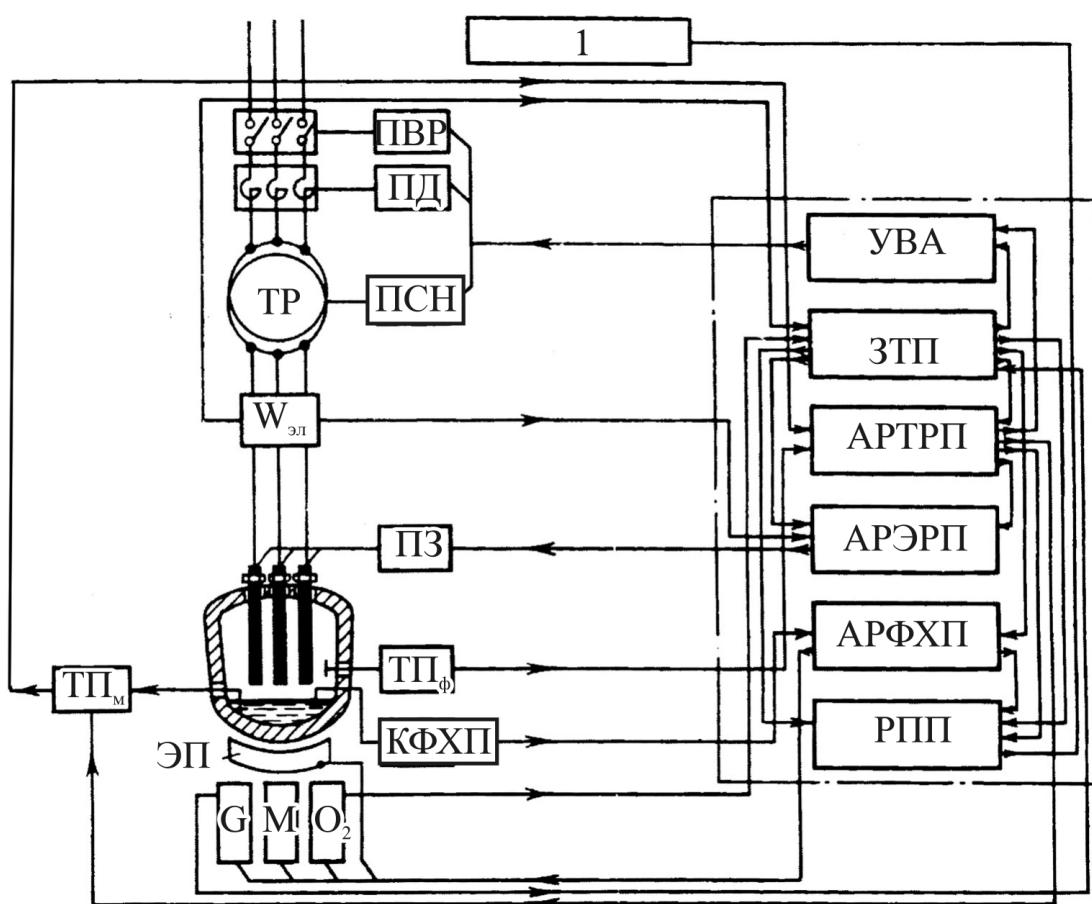 1
ПВР
ПД
УВА
ТР
ПСН
ЗТП
Wэл
АРТРП
ПЗ
АРЭРП
АРФХП
ТПф
ТПм
КФХП
РПП
ЭП
G
M
O2